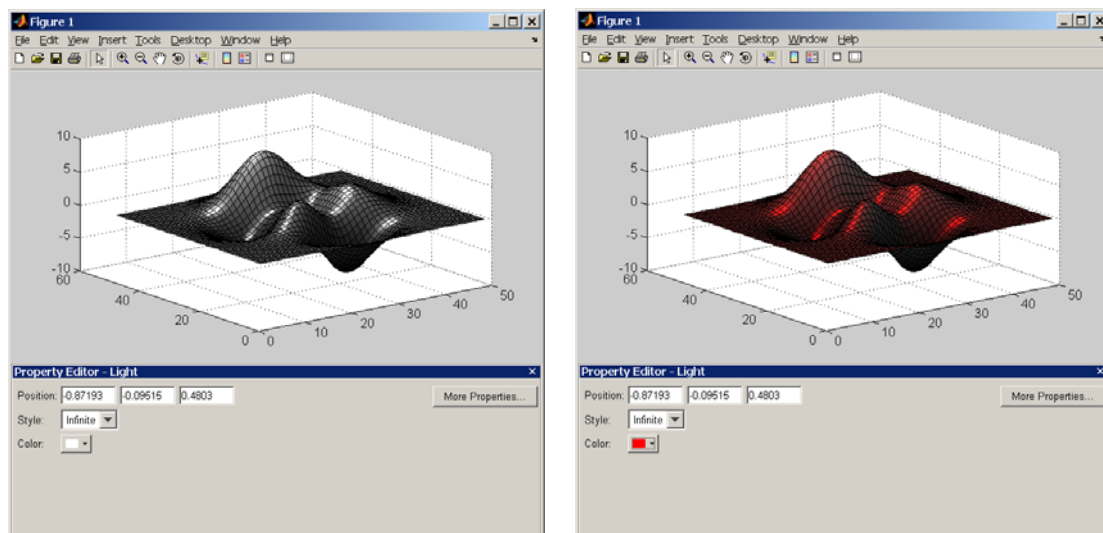 Figure 1
File Edit View Insert Tools Desktop Window Help
10
5
0
-5
-10
60
40
20
0
0
10
20
30
40
50
Property Editor - Light
Position: -0.87193 -0.09515 0.4803 More Properties...
Style: Infinite
Color:
Figure 1
File Edit View Insert Tools Desktop Window Help
10
5
0
-5
-10
60
40
20
0
0
10
20
30
40
50
Property Editor - Light
Position: -0.87193 -0.09515 0.4803 More Properties...
Style: Infinite
Color: